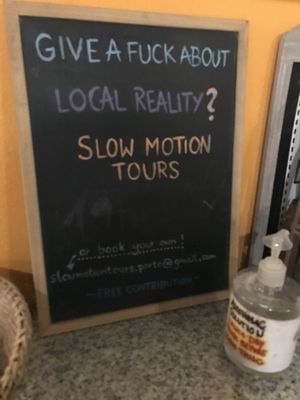 GIVE A FUCK ABOUT
LOCAL REALITY?
SLOW MOTION
TOURS
or book your own!
slowmotiontours.porto@gmail.com
~FREE CONTRIBUTION~